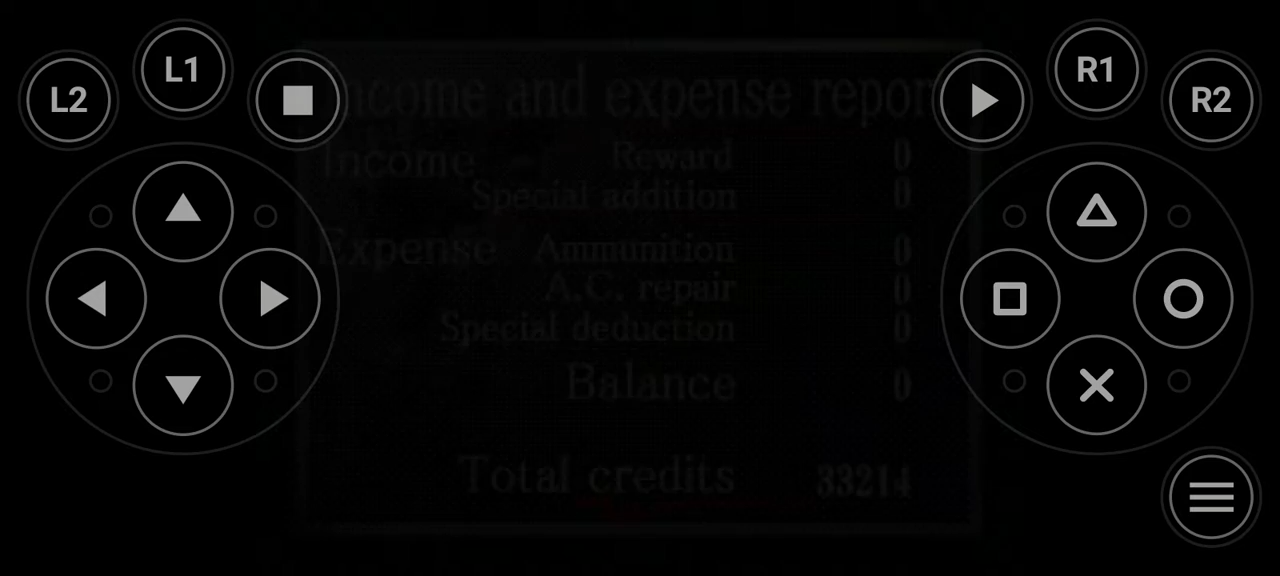 L1 R1
L2 R2
Income and expense report
Income Reward 0
Special addition 0
Expense Ammunition 0
A.C. repair 0
Special deduction 0
Balance 0
Total credits 33214